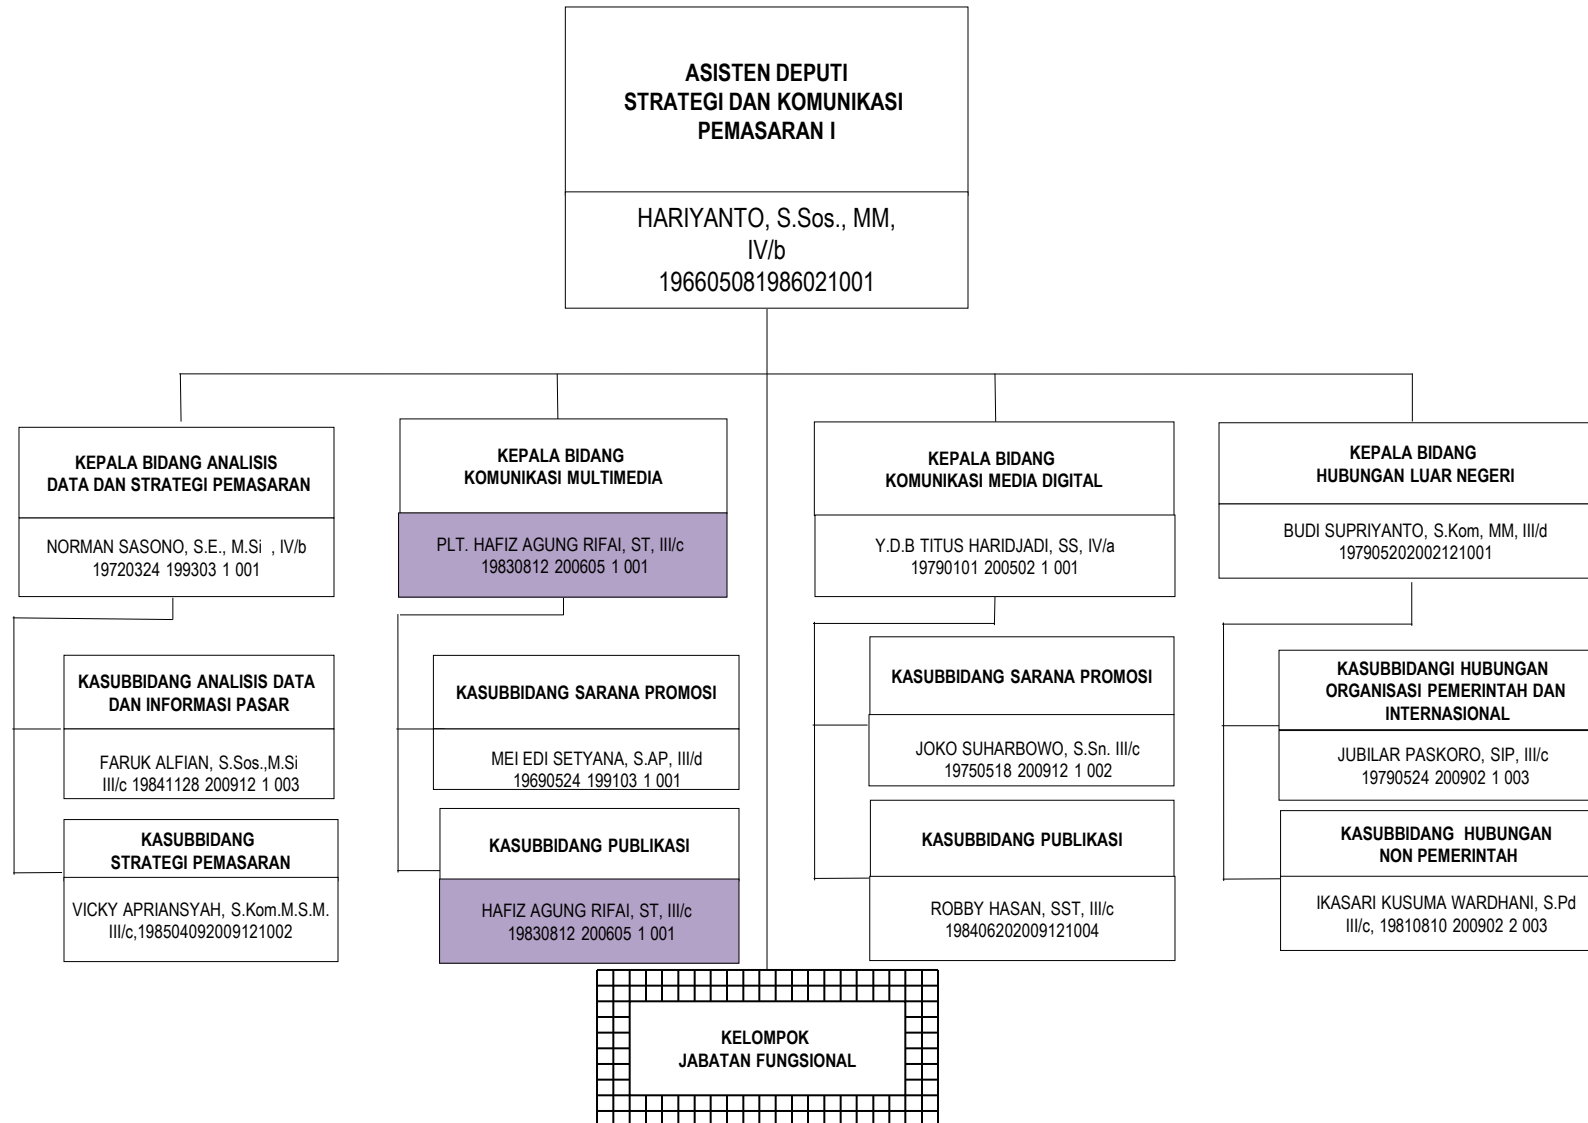 ASISTEN DEPUTI
STRATEGI DAN KOMUNIKASI
PEMASARAN I
HARIYANTO, S.Sos., MM,
IV/b
196605081986021001
KEPALA BIDANG ANALISIS
DATA DAN STRATEGI PEMASARAN
NORMAN SASONO, S.E., M.Si , IV/b
19720324 199303 1 001
KASUBBIDANG ANALISIS DATA
DAN INFORMASI PASAR
FARUK ALFIAN, S.Sos.,M.Si
III/c 19841128 200912 1 003
KASUBBIDANG
STRATEGI PEMASARAN
VICKY APRIANSYAH, S.Kom.M.S.M.
III/c,198504092009121002
KEPALA BIDANG
KOMUNIKASI MULTIMEDIA
PLT. HAFIZ AGUNG RIFAI, ST, III/c
19830812 200605 1 001
KASUBBIDANG SARANA PROMOSI
MEI EDI SETYANA, S.AP, III/d
19690524 199103 1 001
KASUBBIDANG PUBLIKASI
HAFIZ AGUNG RIFAI, ST, III/c
19830812 200605 1 001
KEPALA BIDANG
KOMUNIKASI MEDIA DIGITAL
Y.D.B TITUS HARIDJADI, SS, IV/a
19790101 200502 1 001
KASUBBIDANG SARANA PROMOSI
JOKO SUHARBOWO, S.Sn. III/c
19750518 200912 1 002
KASUBBIDANG PUBLIKASI
ROBBY HASAN, SST, III/c
198406202009121004
KEPALA BIDANG
HUBUNGAN LUAR NEGERI
BUDI SUPRIYANTO, S.Kom, MM, III/d
197905202002121001
KASUBBIDANGI HUBUNGAN
ORGANISASI PEMERINTAH DAN
INTERNASIONAL
JUBILAR PASKORO, SIP, III/c
19790524 200902 1 003
KASUBBIDANG HUBUNGAN
NON PEMERINTAH
IKASARI KUSUMA WARDHANI, S.Pd
III/c, 19810810 200902 2 003
KELOMPOK
JABATAN FUNGSIONAL